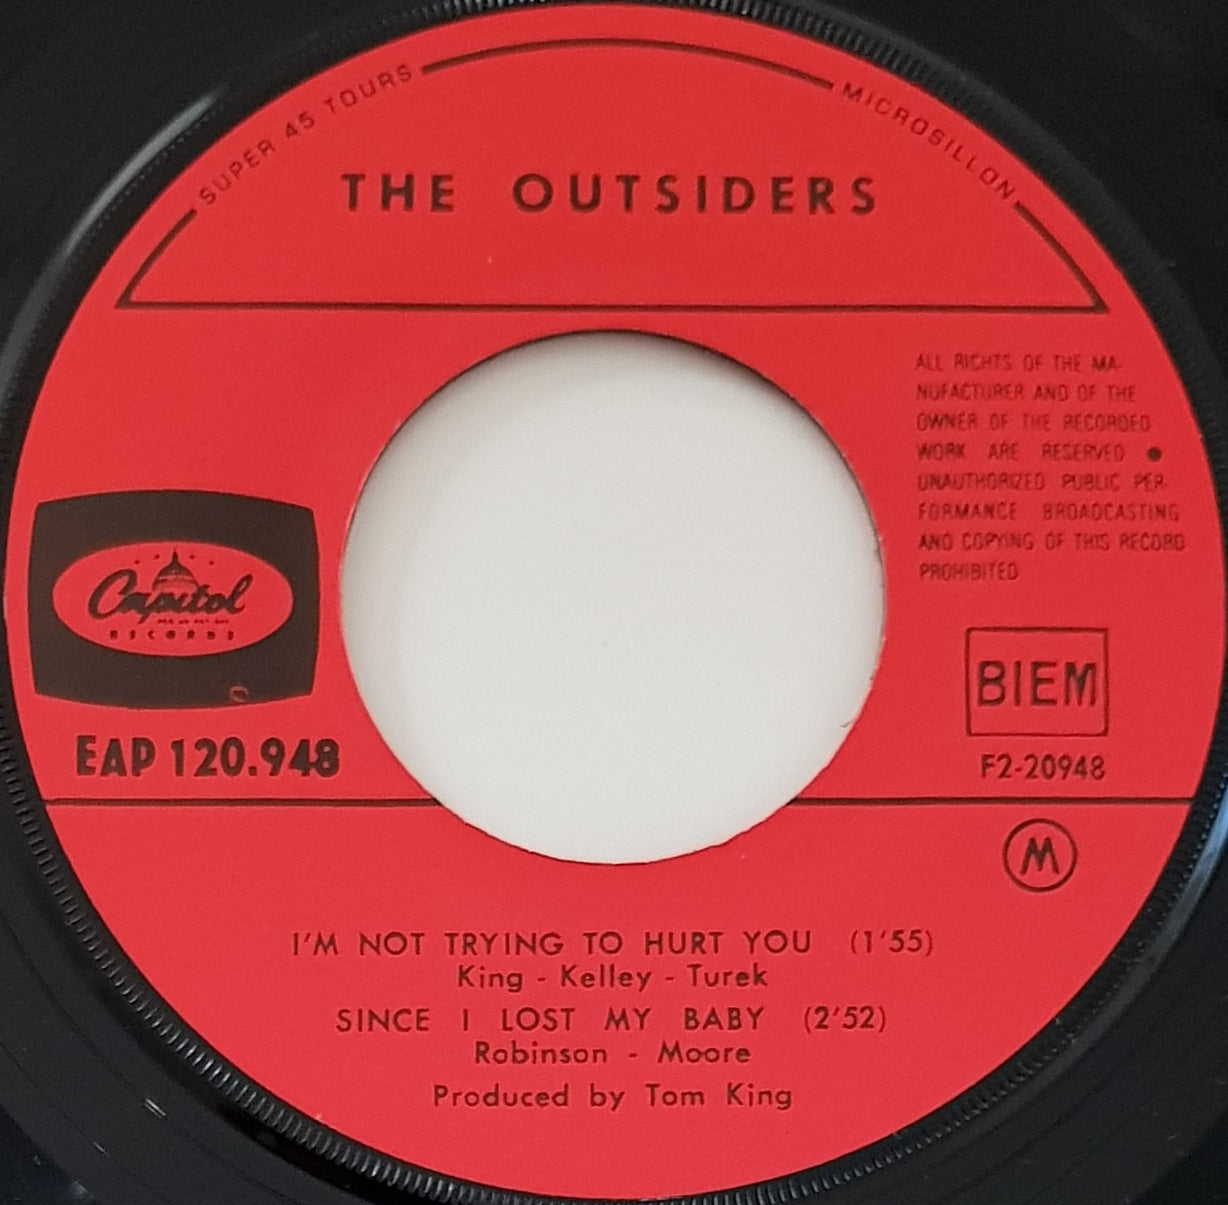 SUPER 45 TOURS
MICROSILLON
THE OUTSIDERS
ALL RIGHTS OF THE MA-
NUFACTURER AND OF THE
OWNER OF THE RECORDED
WORK ARE RESERVED ●
UNAUTHORIZED PUBLIC PER-
FORMANCE BROADCASTING
AND COPYING OF THIS RECORD
PROHIBITED
Capitol
RECORDS
EAP 120.948
BIEM
F2-20948
M
I'M NOT TRYING TO HURT YOU (1'55)
King - Kelley - Turek
SINCE I LOST MY BABY (2'52)
Robinson - Moore
Produced by Tom King